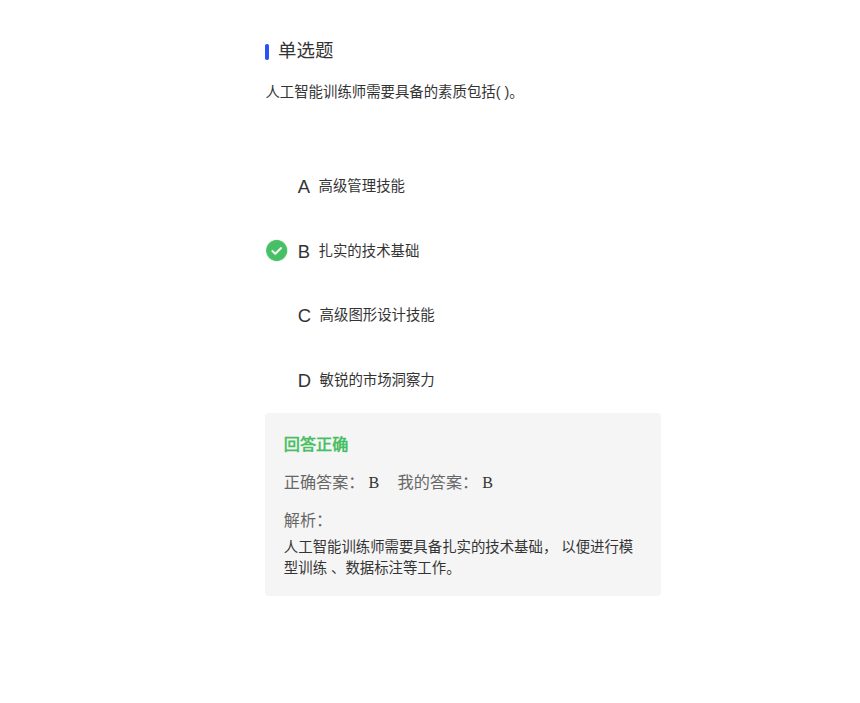 单选题
人工智能训练师需要具备的素质包括( )。
A 高级管理技能
B 扎实的技术基础
C 高级图形设计技能
D 敏锐的市场洞察力
回答正确
正确答案： B 我的答案： B
解析：
人工智能训练师需要具备扎实的技术基础， 以便进行模
型训练 、数据标注等工作。